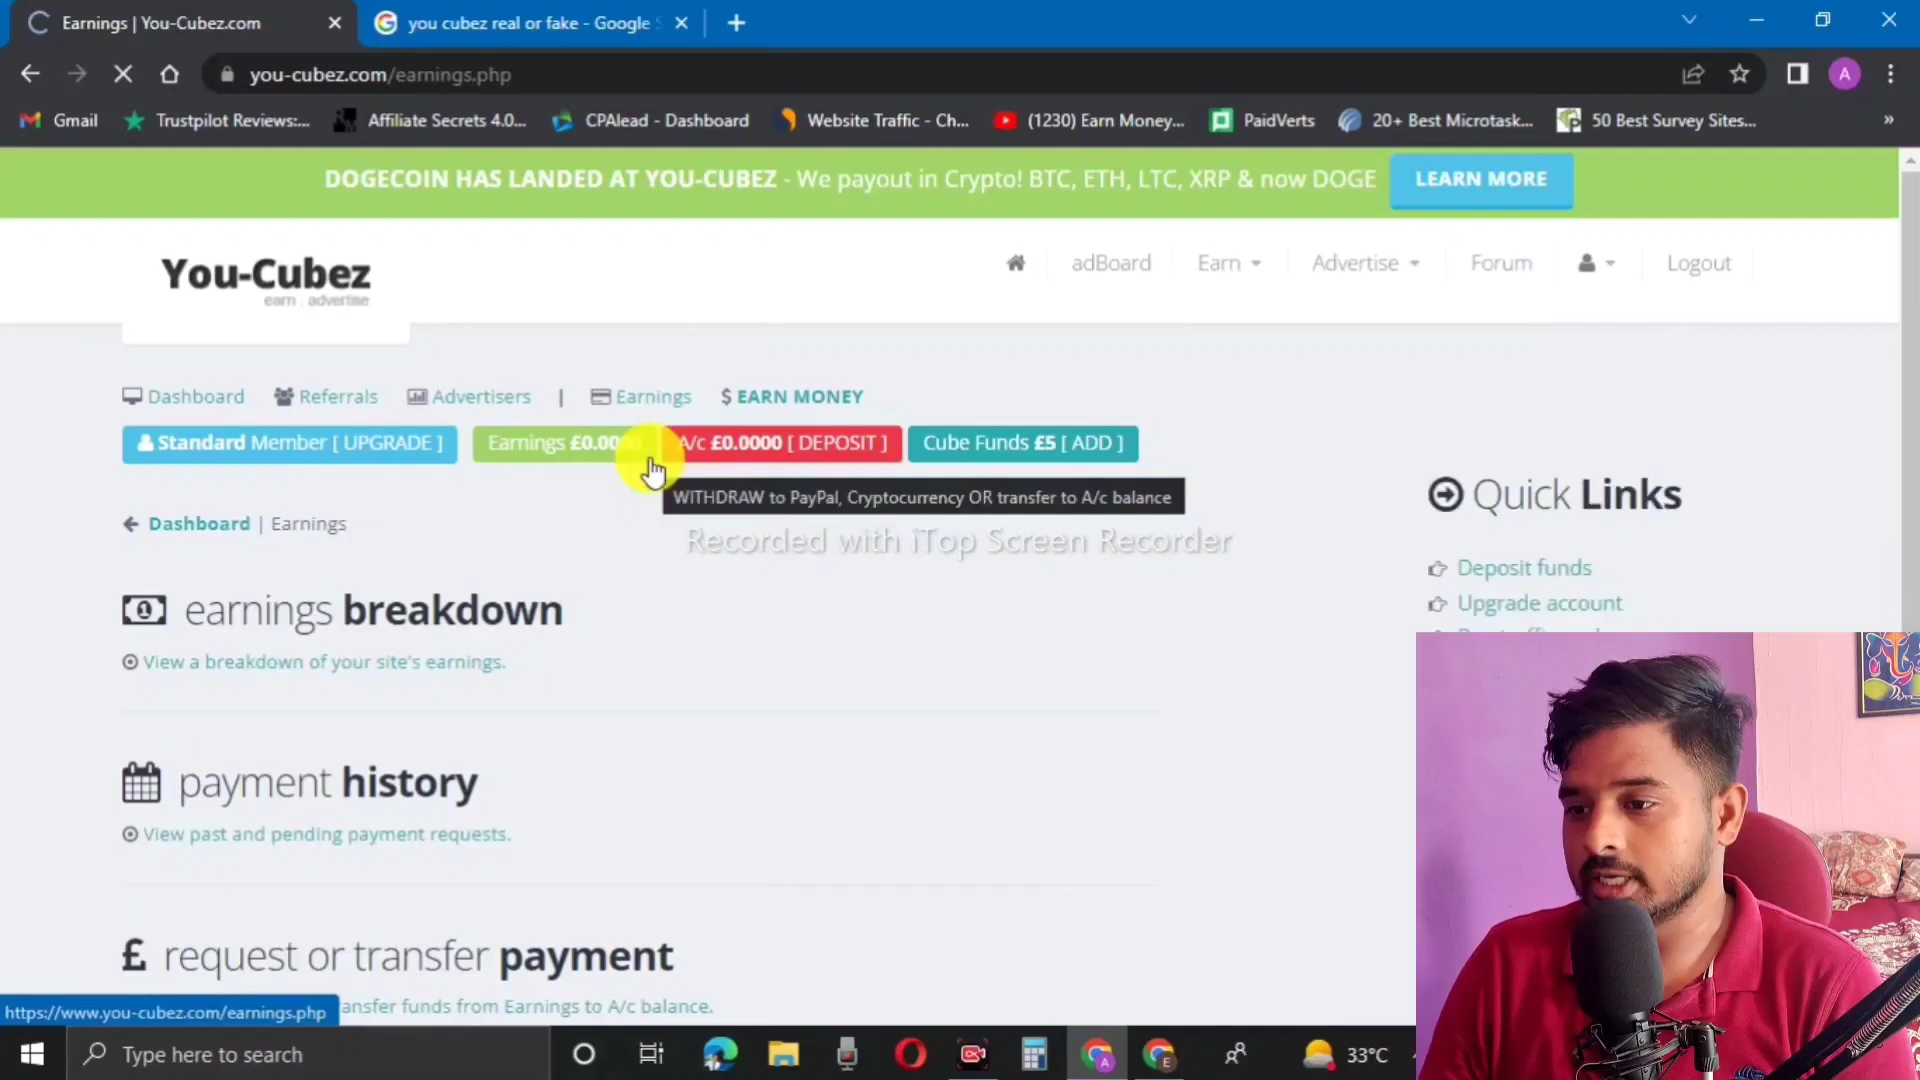 Earnings | You-Cubez.com
you cubez real or fake - Google
you-cubez.com/earnings.php
A
Gmail
Trustpilot Reviews:...
Affiliate Secrets 4.0...
CPAlead - Dashboard
Website Traffic - Ch...
(1230) Earn Money...
PaidVerts
20+ Best Microtask...
50 Best Survey Sites...
»
DOGECOIN HAS LANDED AT YOU-CUBEZ - We payout in Crypto! BTC, ETH, LTC, XRP & now DOGE
LEARN MORE
You-Cubez
earn . advertise
adBoard
Earn
Advertise
Forum
Logout
Dashboard
Referrals
Advertisers
|
Earnings
$ EARN MONEY
Standard Member [ UPGRADE ]
Earnings
A/c £0.0000 [ DEPOSIT ]
Cube Funds £5 [ ADD ]
WITHDRAW to PayPal, Cryptocurrency OR transfer to A/c balance
Recorded with iTop Screen Recorder
Dashboard | Earnings
Quick Links
Deposit funds
Upgrade account
earnings breakdown
View a breakdown of your site's earnings.
payment history
View past and pending payment requests.
£ request or transfer payment
https://www.you-cubez.com/earnings.php
funds from Earnings to A/c balance.
Type here to search
33°C